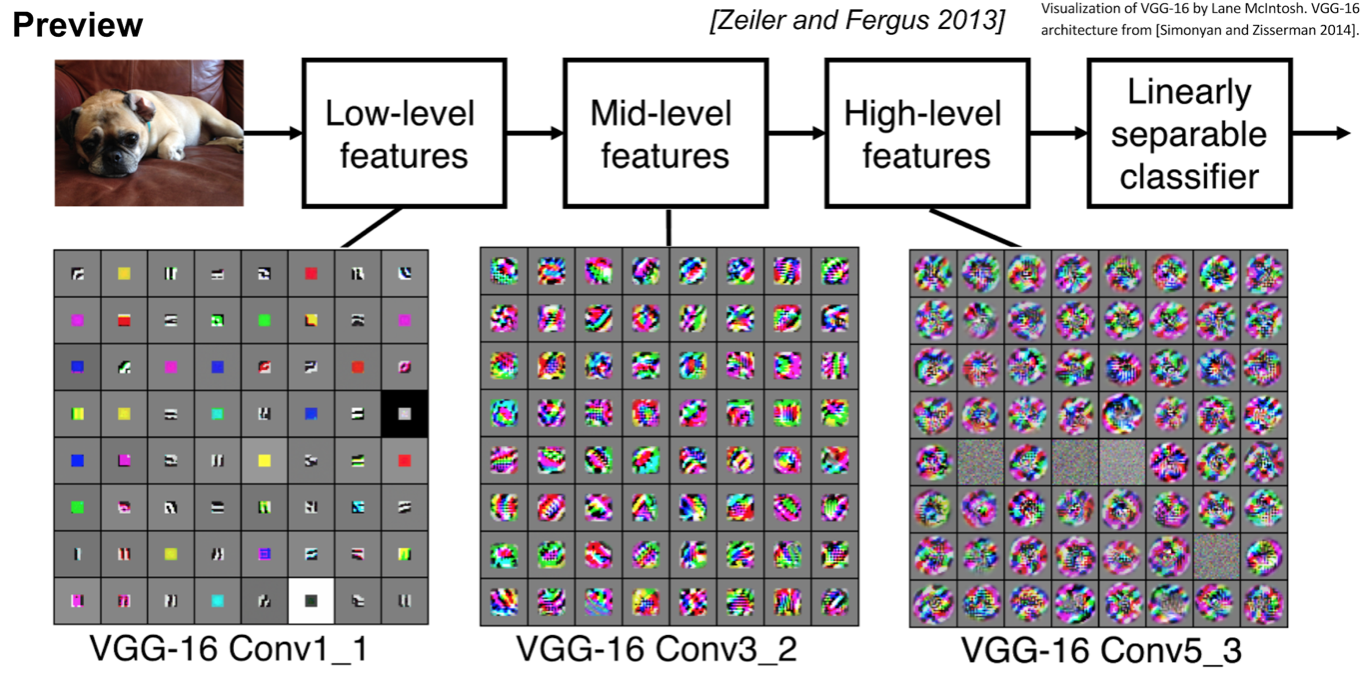 Preview
[Zeiler and Fergus 2013]
Visualization of VGG-16 by Lane McIntosh. VGG-16
architecture from [Simonyan and Zisserman 2014].
Low-level
features
Mid-level
features
High-level
features
Linearly
separable
classifier
VGG-16 Conv1_1
VGG-16 Conv3_2
VGG-16 Conv5_3